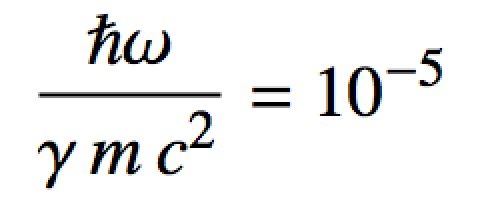 ħω / (γ m c²) = 10⁻⁵